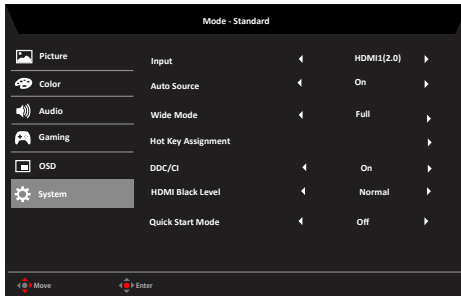 Mode - Standard
Picture
Color
Audio
Gaming
OSD
System
Input HDMI1(2.0)
Auto Source On
Wide Mode Full
Hot Key Assignment
DDC/CI On
HDMI Black Level Normal
Quick Start Mode Off
Move Enter